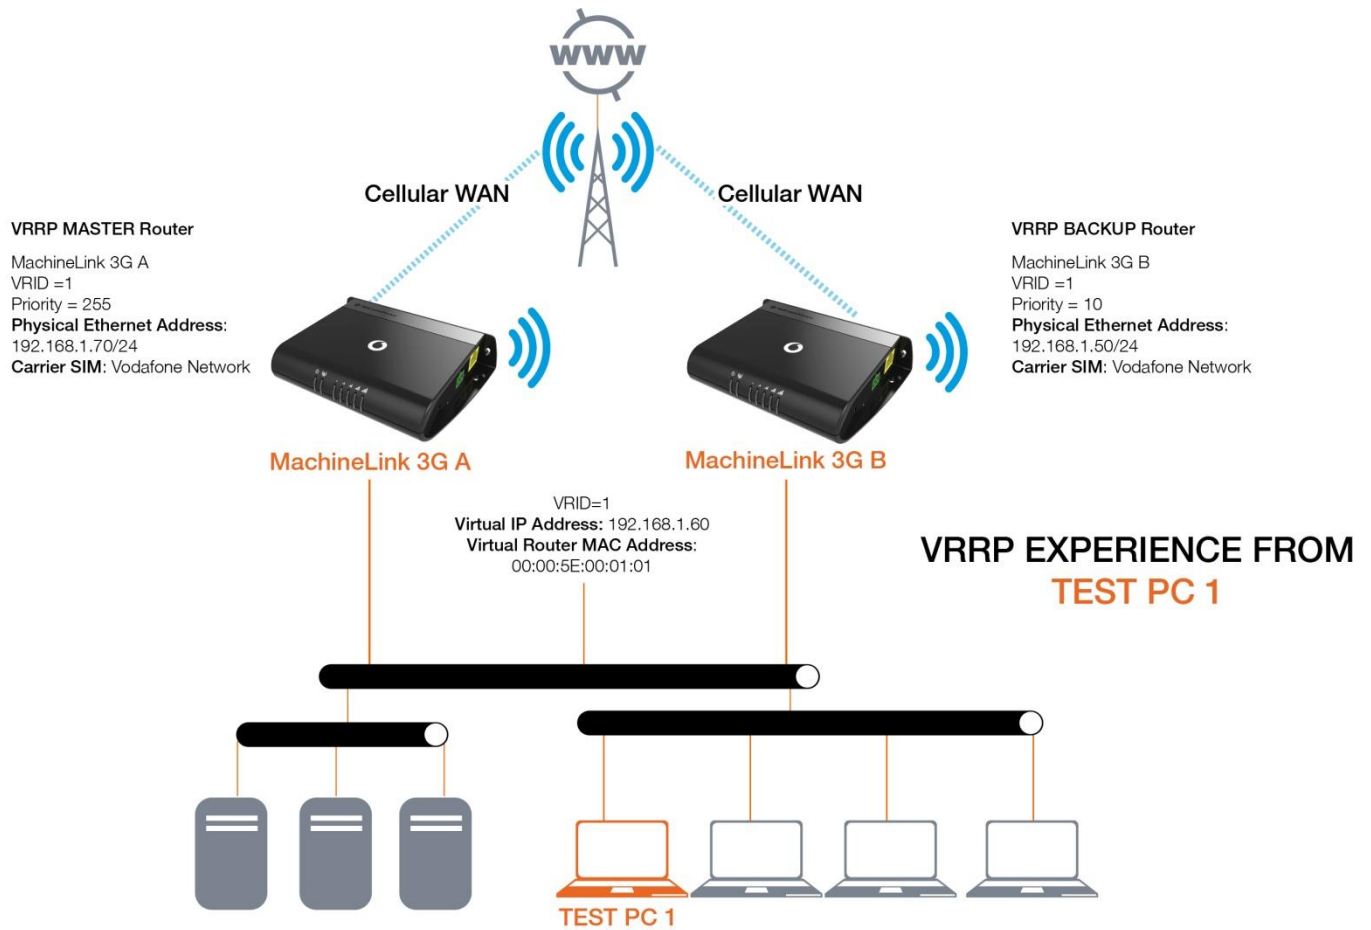 WWW
Cellular WAN
Cellular WAN
VRRP MASTER Router
MachineLink 3G A
VRID =1
Priority = 255
Physical Ethernet Address:
192.168.1.70/24
Carrier SIM: Vodafone Network
VRRP BACKUP Router
MachineLink 3G B
VRID =1
Priority = 10
Physical Ethernet Address:
192.168.1.50/24
Carrier SIM: Vodafone Network
MachineLink 3G A
MachineLink 3G B
VRID=1
Virtual IP Address: 192.168.1.60
Virtual Router MAC Address:
00:00:5E:00:01:01
VRRP EXPERIENCE FROM
TEST PC 1
TEST PC 1